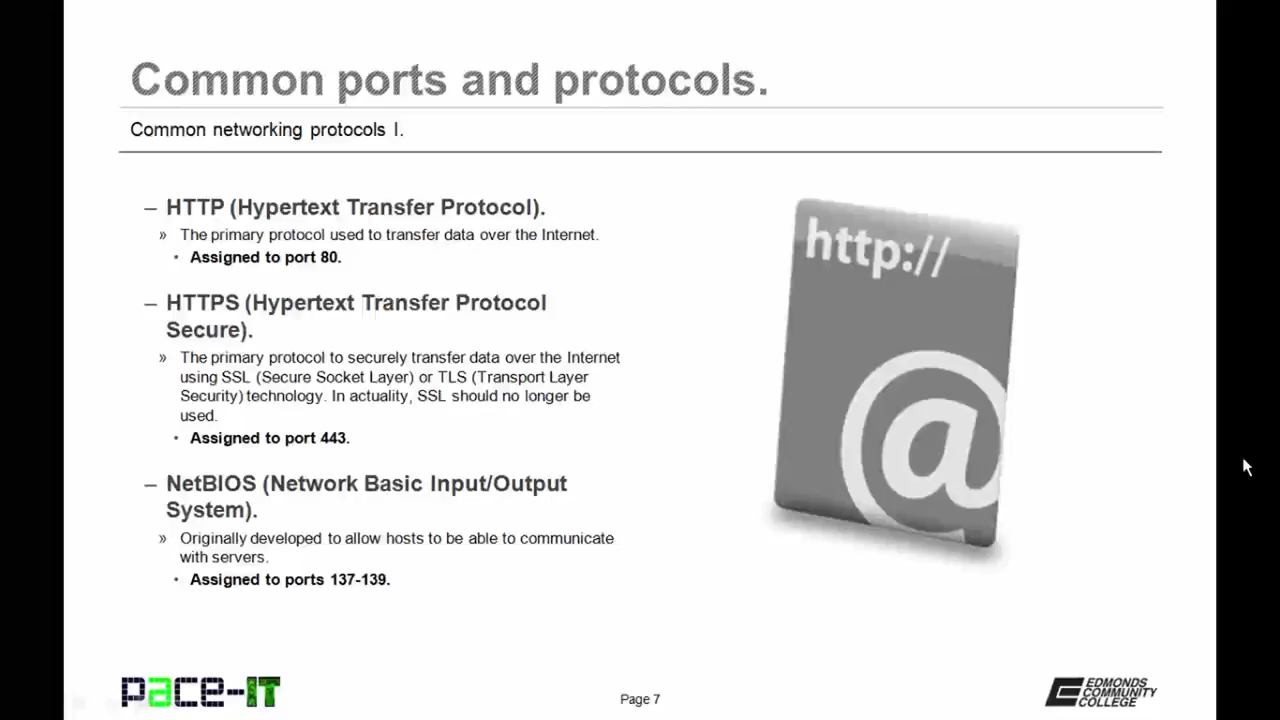 Common ports and protocols.
Common networking protocols I.
– HTTP (Hypertext Transfer Protocol).
» The primary protocol used to transfer data over the Internet.
• Assigned to port 80.
– HTTPS (Hypertext Transfer Protocol
Secure).
» The primary protocol to securely transfer data over the Internet
using SSL (Secure Socket Layer) or TLS (Transport Layer
Security) technology. In actuality, SSL should no longer be
used.
• Assigned to port 443.
– NetBIOS (Network Basic Input/Output
System).
» Originally developed to allow hosts to be able to communicate
with servers.
• Assigned to ports 137-139.
http://
@
pace-IT
Page 7
EDMONDS
COMMUNITY
COLLEGE